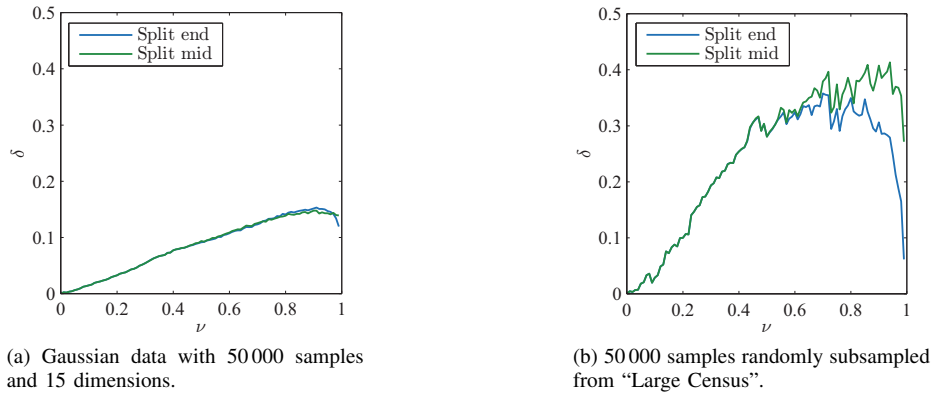 0.5
0.4
0.3
0.2
0.1
0
δ
Split end
Split mid
0 0.2 0.4 0.6 0.8 1
ν
(a) Gaussian data with 50 000 samples
and 15 dimensions.
0.5
0.4
0.3
0.2
0.1
0
δ
Split end
Split mid
0 0.2 0.4 0.6 0.8 1
ν
(b) 50 000 samples randomly subsampled
from “Large Census”.